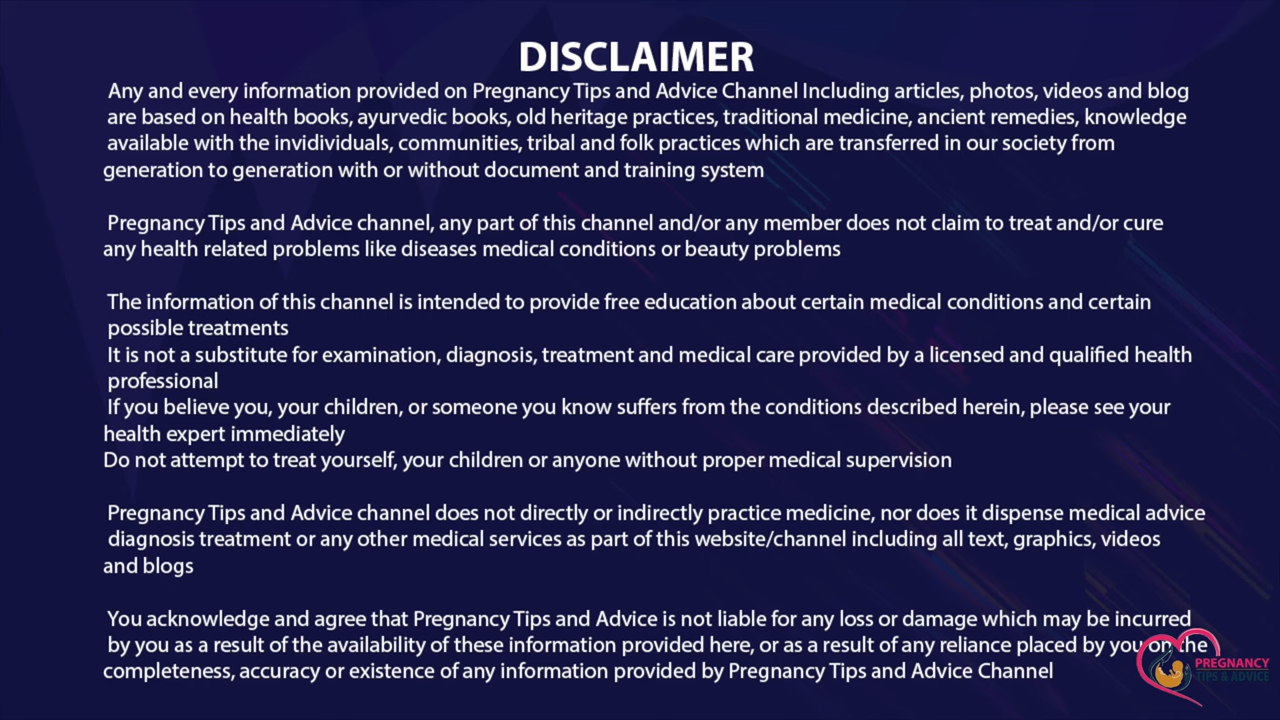 DISCLAIMER
Any and every information provided on Pregnancy Tips and Advice Channel Including articles, photos, videos and blog
are based on health books, ayurvedic books, old heritage practices, traditional medicine, ancient remedies, knowledge
available with the invidividuals, communities, tribal and folk practices which are transferred in our society from
generation to generation with or without document and training system
Pregnancy Tips and Advice channel, any part of this channel and/or any member does not claim to treat and/or cure
any health related problems like diseases medical conditions or beauty problems
The information of this channel is intended to provide free education about certain medical conditions and certain
possible treatments
It is not a substitute for examination, diagnosis, treatment and medical care provided by a licensed and qualified health
professional
If you believe you, your children, or someone you know suffers from the conditions described herein, please see your
health expert immediately
Do not attempt to treat yourself, your children or anyone without proper medical supervision
Pregnancy Tips and Advice channel does not directly or indirectly practice medicine, nor does it dispense medical advice
diagnosis treatment or any other medical services as part of this website/channel including all text, graphics, videos
and blogs
You acknowledge and agree that Pregnancy Tips and Advice is not liable for any loss or damage which may be incurred
by you as a result of the availability of these information provided here, or as a result of any reliance placed by you on the
completeness, accuracy or existence of any information provided by Pregnancy Tips and Advice Channel
PREGNANCY
TIPS & ADVICE